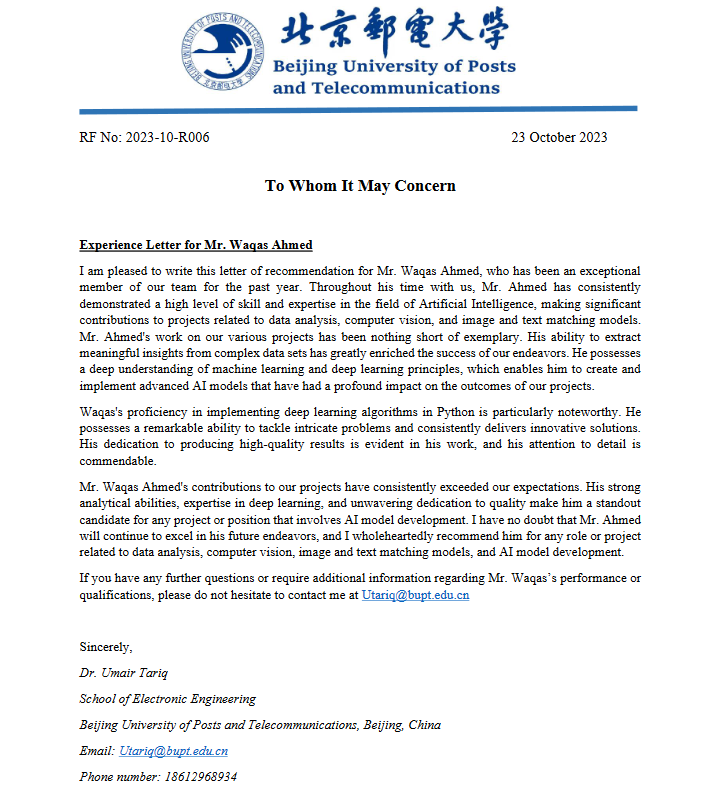 北京郵電大學
Beijing University of Posts
and Telecommunications
RF No: 2023-10-R006
23 October 2023
To Whom It May Concern
Experience Letter for Mr. Waqas Ahmed
I am pleased to write this letter of recommendation for Mr. Waqas Ahmed, who has been an exceptional
member of our team for the past year. Throughout his time with us, Mr. Ahmed has consistently
demonstrated a high level of skill and expertise in the field of Artificial Intelligence, making significant
contributions to projects related to data analysis, computer vision, and image and text matching models.
Mr. Ahmed's work on our various projects has been nothing short of exemplary. His ability to extract
meaningful insights from complex data sets has greatly enriched the success of our endeavors. He possesses
a deep understanding of machine learning and deep learning principles, which enables him to create and
implement advanced AI models that have had a profound impact on the outcomes of our projects.
Waqas's proficiency in implementing deep learning algorithms in Python is particularly noteworthy. He
possesses a remarkable ability to tackle intricate problems and consistently delivers innovative solutions.
His dedication to producing high-quality results is evident in his work, and his attention to detail is
commendable.
Mr. Waqas Ahmed's contributions to our projects have consistently exceeded our expectations. His strong
analytical abilities, expertise in deep learning, and unwavering dedication to quality make him a standout
candidate for any project or position that involves AI model development. I have no doubt that Mr. Ahmed
will continue to excel in his future endeavors, and I wholeheartedly recommend him for any role or project
related to data analysis, computer vision, image and text matching models, and AI model development.
If you have any further questions or require additional information regarding Mr. Waqas’s performance or
qualifications, please do not hesitate to contact me at Utariq@bupt.edu.cn
Sincerely,
Dr. Umair Tariq
School of Electronic Engineering
Beijing University of Posts and Telecommunications, Beijing, China
Email: Utariq@bupt.edu.cn
Phone number: 18612968934